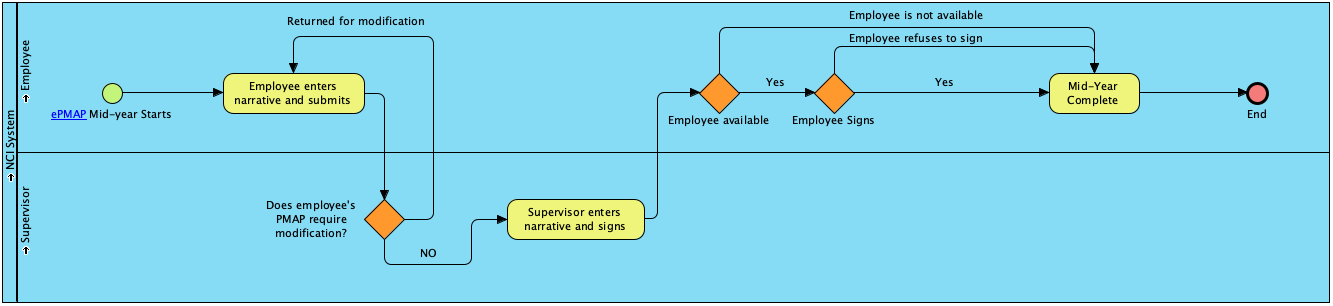 NCI System
Employee
Supervisor
ePMAP Mid-year Starts
Returned for modification
Employee enters
narrative and submits
Does employee's
PMAP require
modification?
NO
Supervisor enters
narrative and signs
Employee is not available
Employee refuses to sign
Yes
Employee available
Employee Signs
Yes
Mid-Year
Complete
End